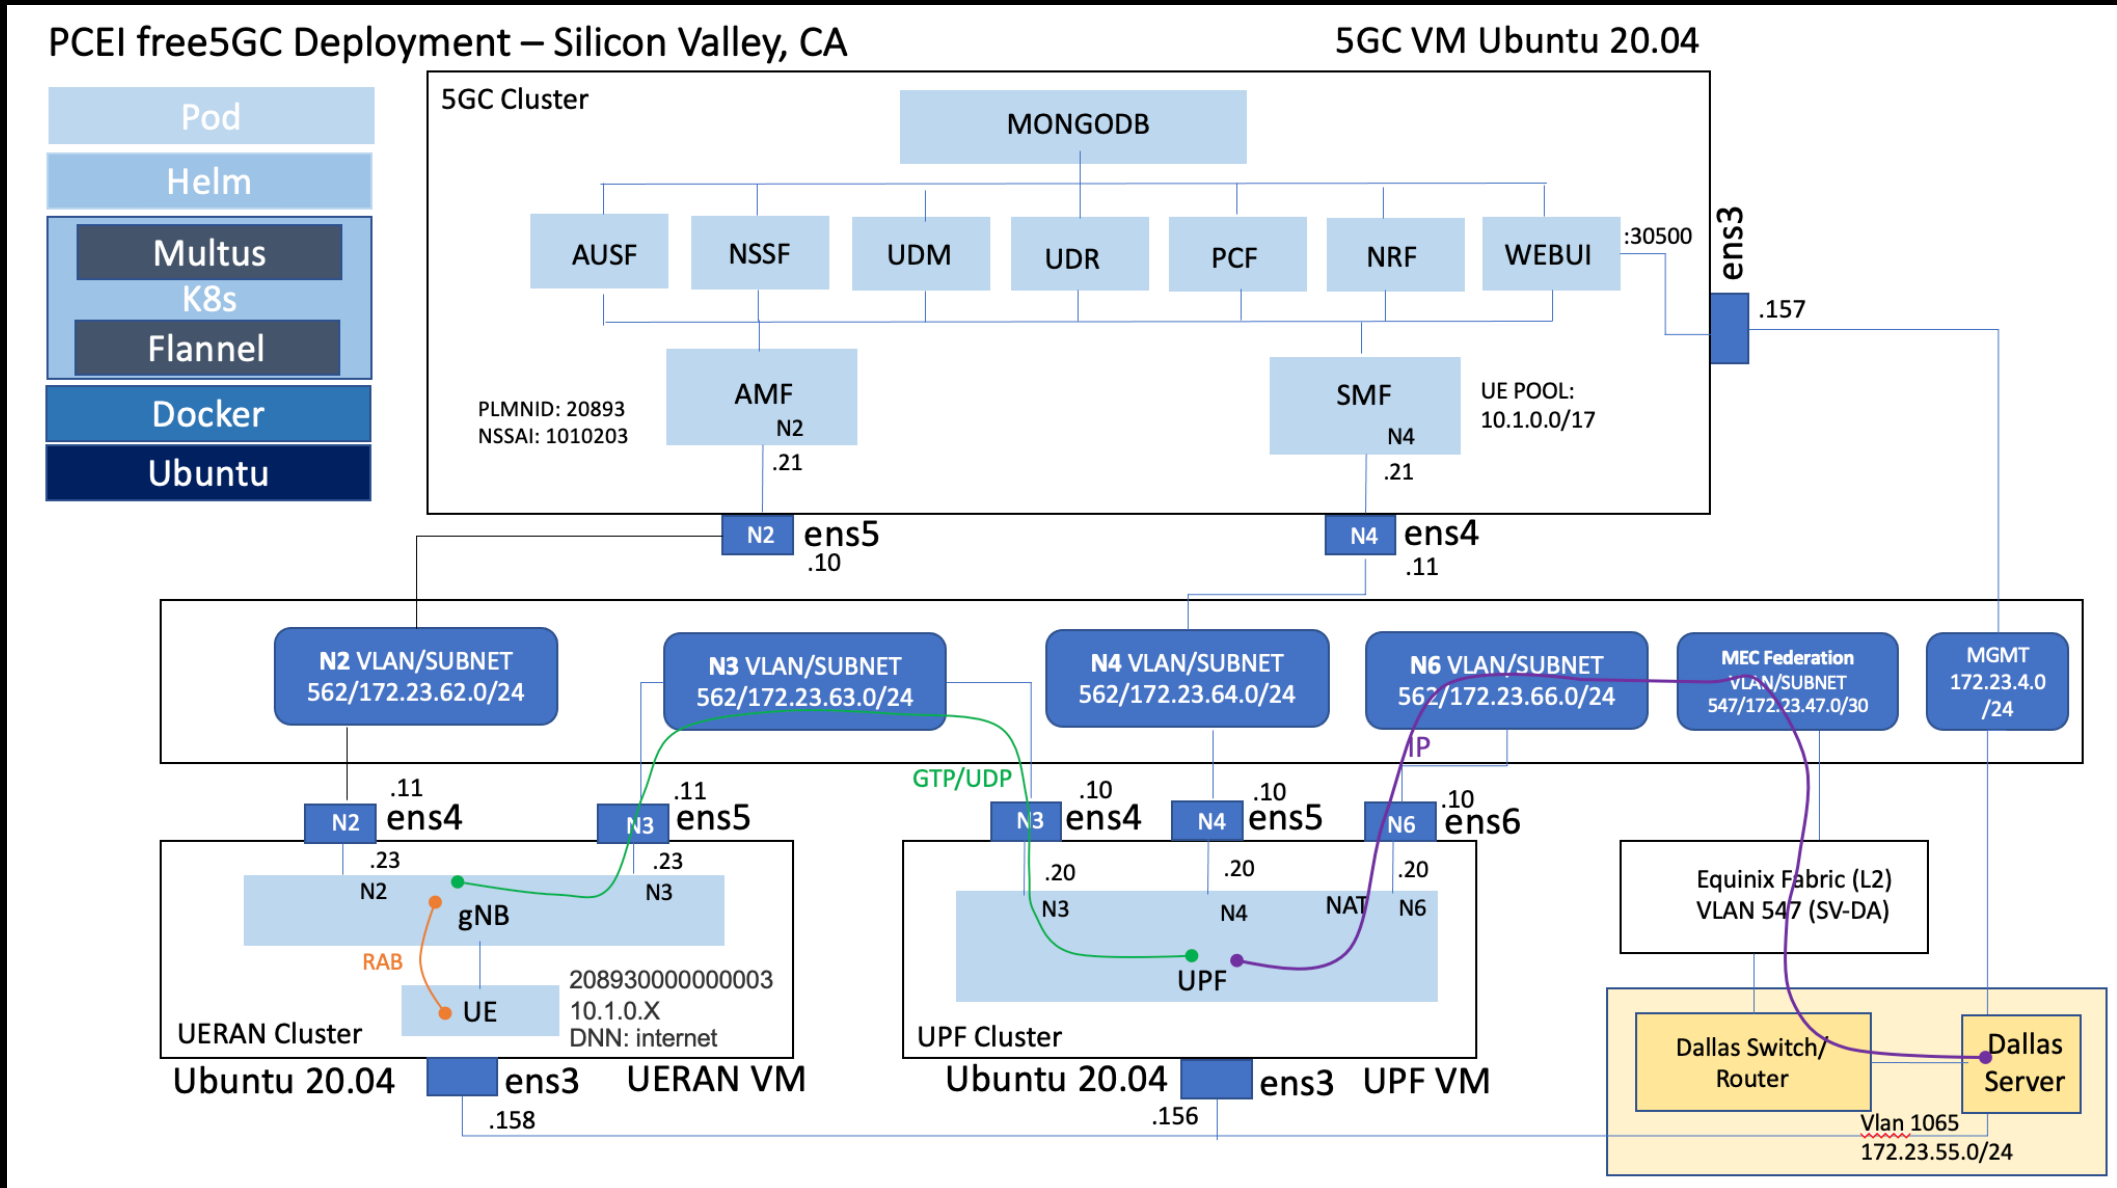 PCEI free5GC Deployment – Silicon Valley, CA
5GC VM Ubuntu 20.04
Pod
Helm
Multus
K8s
Flannel
Docker
Ubuntu
5GC Cluster
MONGODB
AUSF
NSSF
UDM
UDR
PCF
NRF
WEBUI
:30500
ens3
.157
AMF
N2
.21
PLMNID: 20893
NSSAI: 1010203
SMF
N4
.21
UE POOL:
10.1.0.0/17
N2
ens5
.10
N4
ens4
.11
N2 VLAN/SUBNET
562/172.23.62.0/24
N3 VLAN/SUBNET
562/172.23.63.0/24
N4 VLAN/SUBNET
562/172.23.64.0/24
N6 VLAN/SUBNET
562/172.23.66.0/24
MEC Federation
VLAN/SUBNET
547/172.23.47.0/30
MGMT
172.23.4.0
/24
IP
GTP/UDP
.11
N2
ens4
.11
N3
ens5
.10
N3
ens4
.10
N4
ens5
.10
N6
ens6
.23
N2
.23
N3
gNB
RAB
UE
208930000000003
10.1.0.X
DNN: internet
UERAN Cluster
Ubuntu 20.04
ens3
UERAN VM
.158
.20
N3
.20
N4
.20
NAT
N6
UPF
UPF Cluster
Ubuntu 20.04
ens3
UPF VM
.156
Equinix Fabric (L2)
VLAN 547 (SV-DA)
Dallas Switch/
Router
Dallas
Server
Vlan 1065
172.23.55.0/24